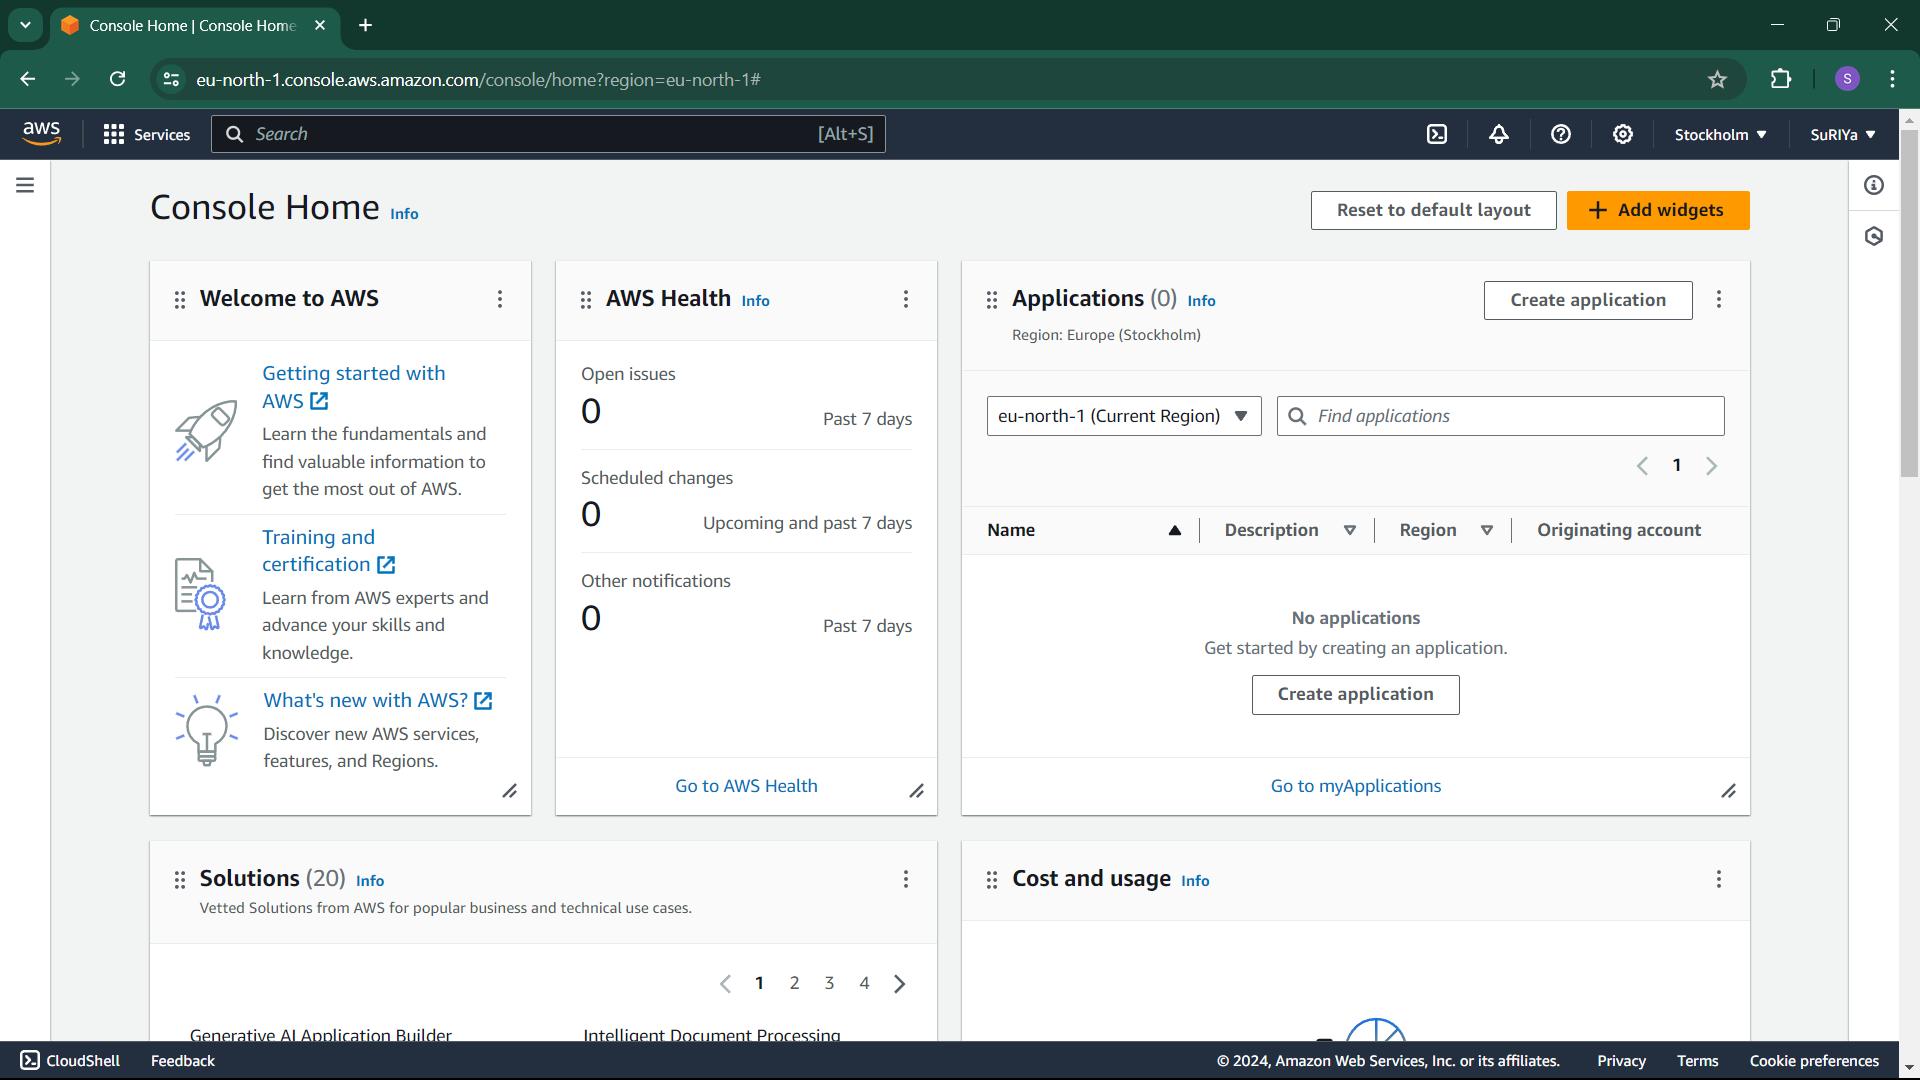 Console Home | Console Home
eu-north-1.console.aws.amazon.com/console/home?region=eu-north-1#
S
aws
Services
Search
[Alt+S]
Stockholm
SuRIYa
Console Home Info
Reset to default layout
Add widgets
Welcome to AWS
Getting started with
AWS
Learn the fundamentals and
find valuable information to
get the most out of AWS.
Training and
certification
Learn from AWS experts and
advance your skills and
knowledge.
What's new with AWS?
Discover new AWS services,
features, and Regions.
AWS Health Info
Open issues
0
Past 7 days
Scheduled changes
0
Upcoming and past 7 days
Other notifications
0
Past 7 days
Go to AWS Health
Applications (0) Info
Region: Europe (Stockholm)
Create application
eu-north-1 (Current Region)
Find applications
1
Name
Description
Region
Originating account
No applications
Get started by creating an application.
Create application
Go to myApplications
Solutions (20) Info
Vetted Solutions from AWS for popular business and technical use cases.
1 2 3 4
Generative AI Application Builder
Intelligent Document Processing
Cost and usage Info
CloudShell
Feedback
© 2024, Amazon Web Services, Inc. or its affiliates.
Privacy
Terms
Cookie preferences